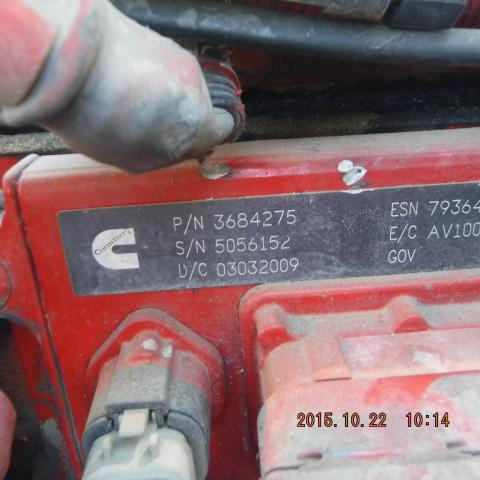 Cummins
P/N 3684275
S/N 5056152
D/C 03032009
ESN 79364
E/C AV100
GOV
2015.10.22 10:14